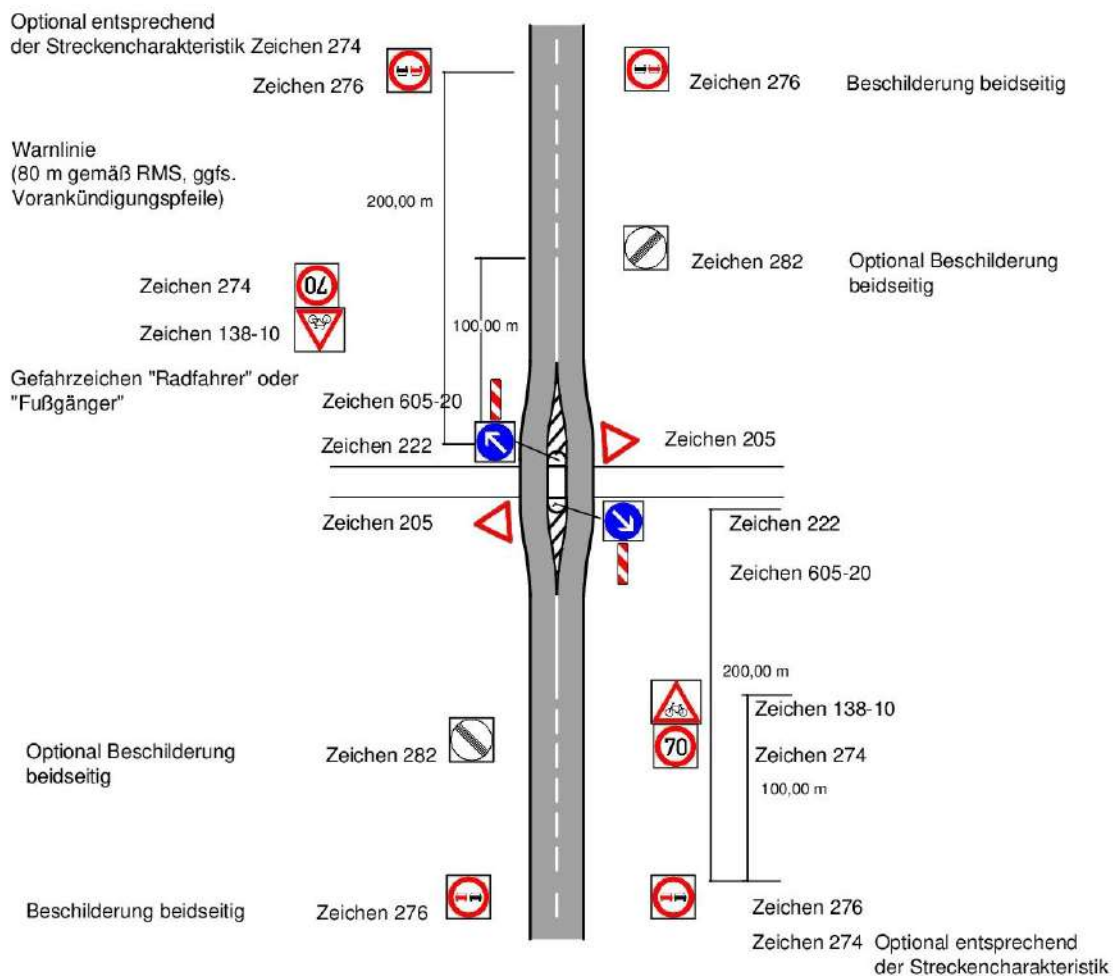 Optional entsprechend
der Streckencharakteristik Zeichen 274
Zeichen 276
Zeichen 276
Beschilderung beidseitig
Warnlinie
(80 m gemäß RMS, ggfs.
Vorankündigungspfeile)
200,00 m
Zeichen 282
Optional Beschilderung
beidseitig
Zeichen 274
70
Zeichen 138-10
100,00 m
Gefahrzeichen "Radfahrer" oder
"Fußgänger"
Zeichen 605-20
Zeichen 222
Zeichen 205
Zeichen 205
Zeichen 222
Zeichen 605-20
200,00 m
Zeichen 138-10
Optional Beschilderung
beidseitig
Zeichen 282
70
Zeichen 274
100,00 m
Beschilderung beidseitig
Zeichen 276
Zeichen 276
Zeichen 274 Optional entsprechend
der Streckencharakteristik